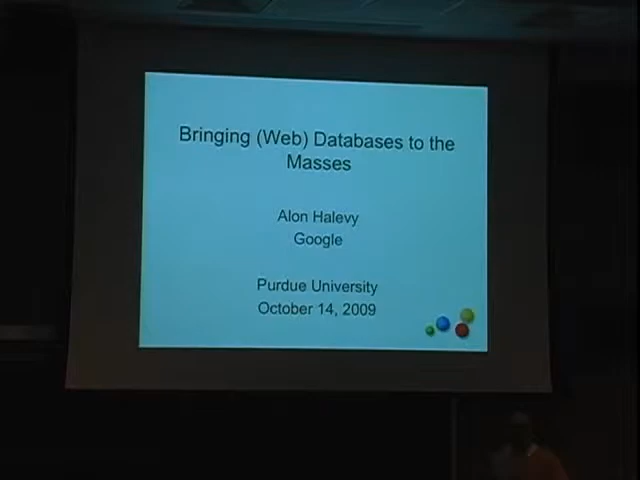 Bringing (Web) Databases to the
Masses
Alon Halevy
Google
Purdue University
October 14, 2009